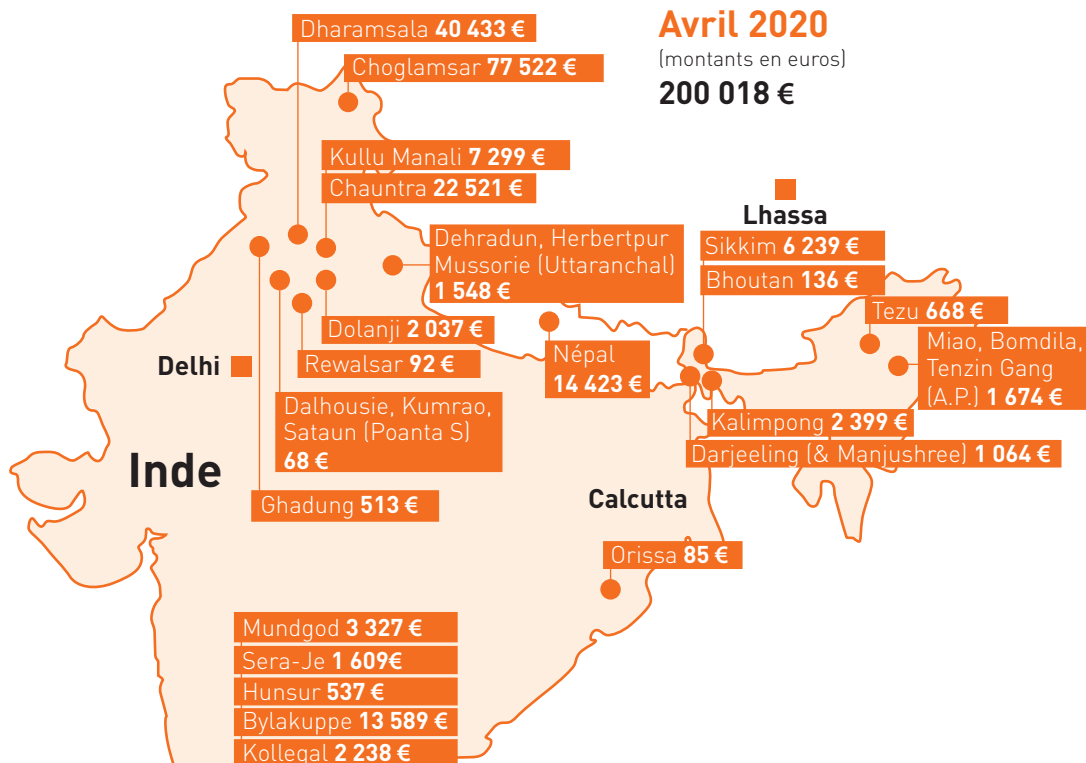 Avril 2020
(montants en euros)
200 018 €
Dharamsala 40 433 €
Choglamsar 77 522 €
Kullu Manali 7 299 €
Chauntra 22 521 €
Lhassa
Dehradun, Herbertpur
Mussorie (Uttaranchal)
1 548 €
Sikkim 6 239 €
Bhoutan 136 €
Tezu 668 €
Miao, Bomdila,
Tenzin Gang
(A.P.) 1 674 €
Dolanji 2 037 €
Rewalsar 92 €
Népal
14 423 €
Delhi
Dalhousie, Kumrao,
Sataun (Poanta S)
68 €
Kalimpong 2 399 €
Darjeeling (& Manjushree) 1 064 €
Inde
Ghadung 513 €
Calcutta
Orissa 85 €
Mundgod 3 327 €
Sera-Je 1 609€
Hunsur 537 €
Bylakuppe 13 589 €
Kollegal 2 238 €